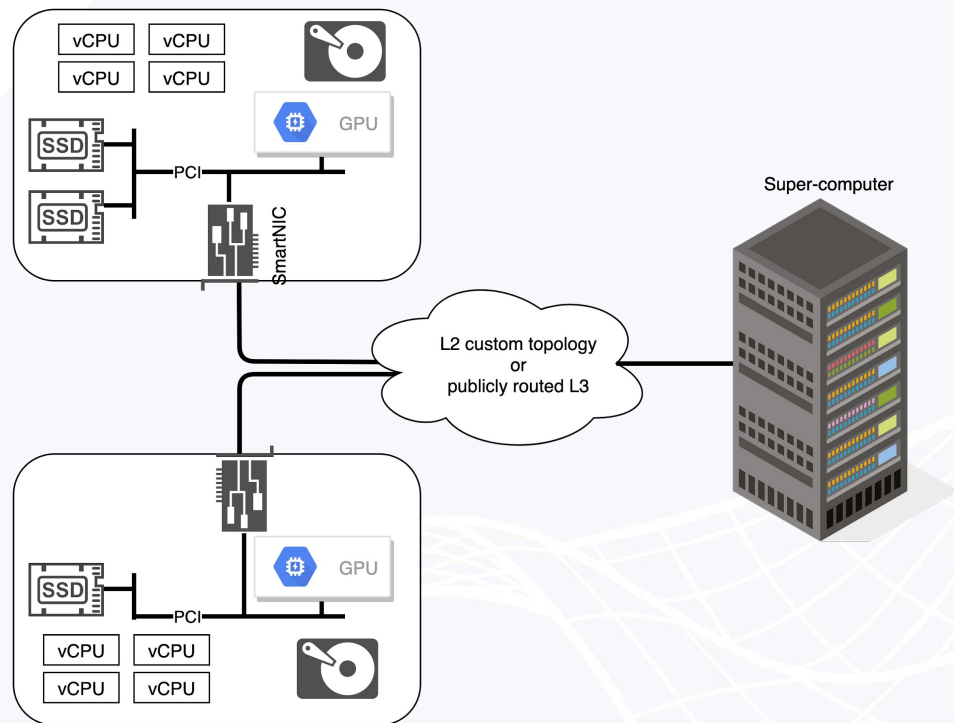 vCPU vCPU
vCPU vCPU
SSD
GPU
PCI
SSD
SmartNIC
Super-computer
L2 custom topology
or
publicly routed L3
GPU
SSD
PCI
vCPU vCPU
vCPU vCPU